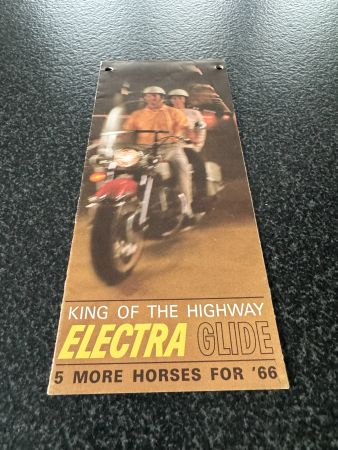 KING OF THE HIGHWAY
ELECTRA GLIDE
5 MORE HORSES FOR '66